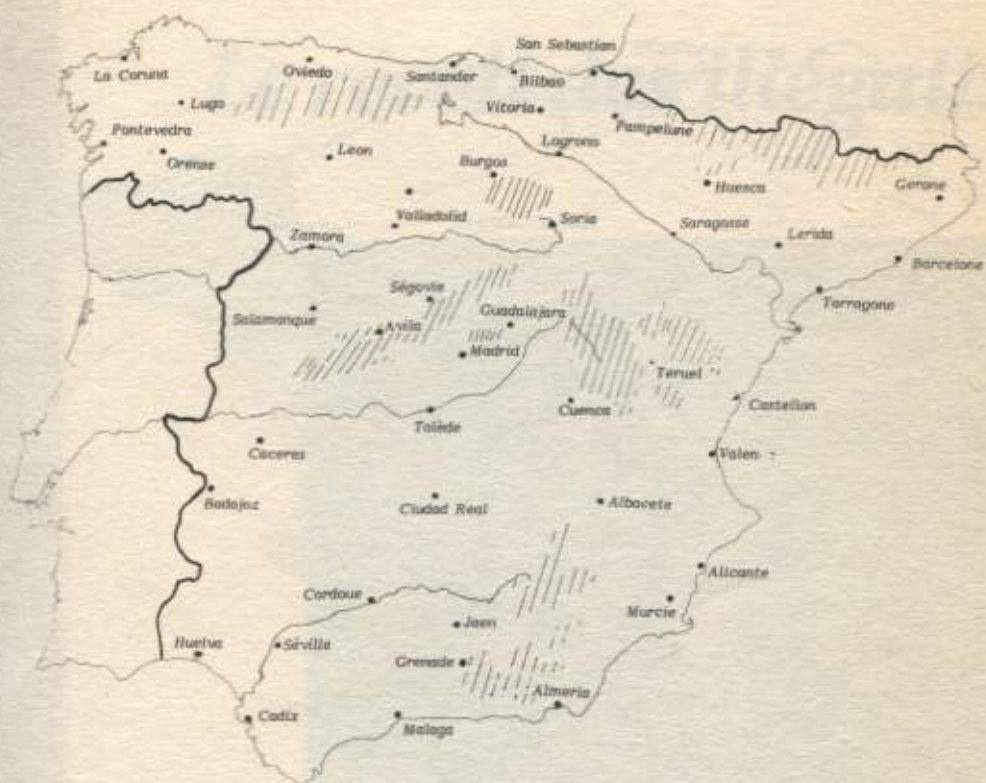 San Sebastian
La Coruna
Oviedo
Santander
Bilbao
Lugo
Vitoria
Pampelune
Pontevedra
Orense
Leon
Logrono
Burgos
Huesca
Gerone
Valladolid
Soria
Saragosse
Zamora
Lerida
Barcelone
Ségovie
Salamanque
Guadalajara
Tarragone
Avila
Madrid
Teruel
Cuenca
Castellon
Tolède
Caceres
Valen
Badajoz
Ciudad Real
Albacete
Alicante
Cordoue
Murcie
Jaen
Huelva
Séville
Grenade
Almeria
Cadiz
Malaga